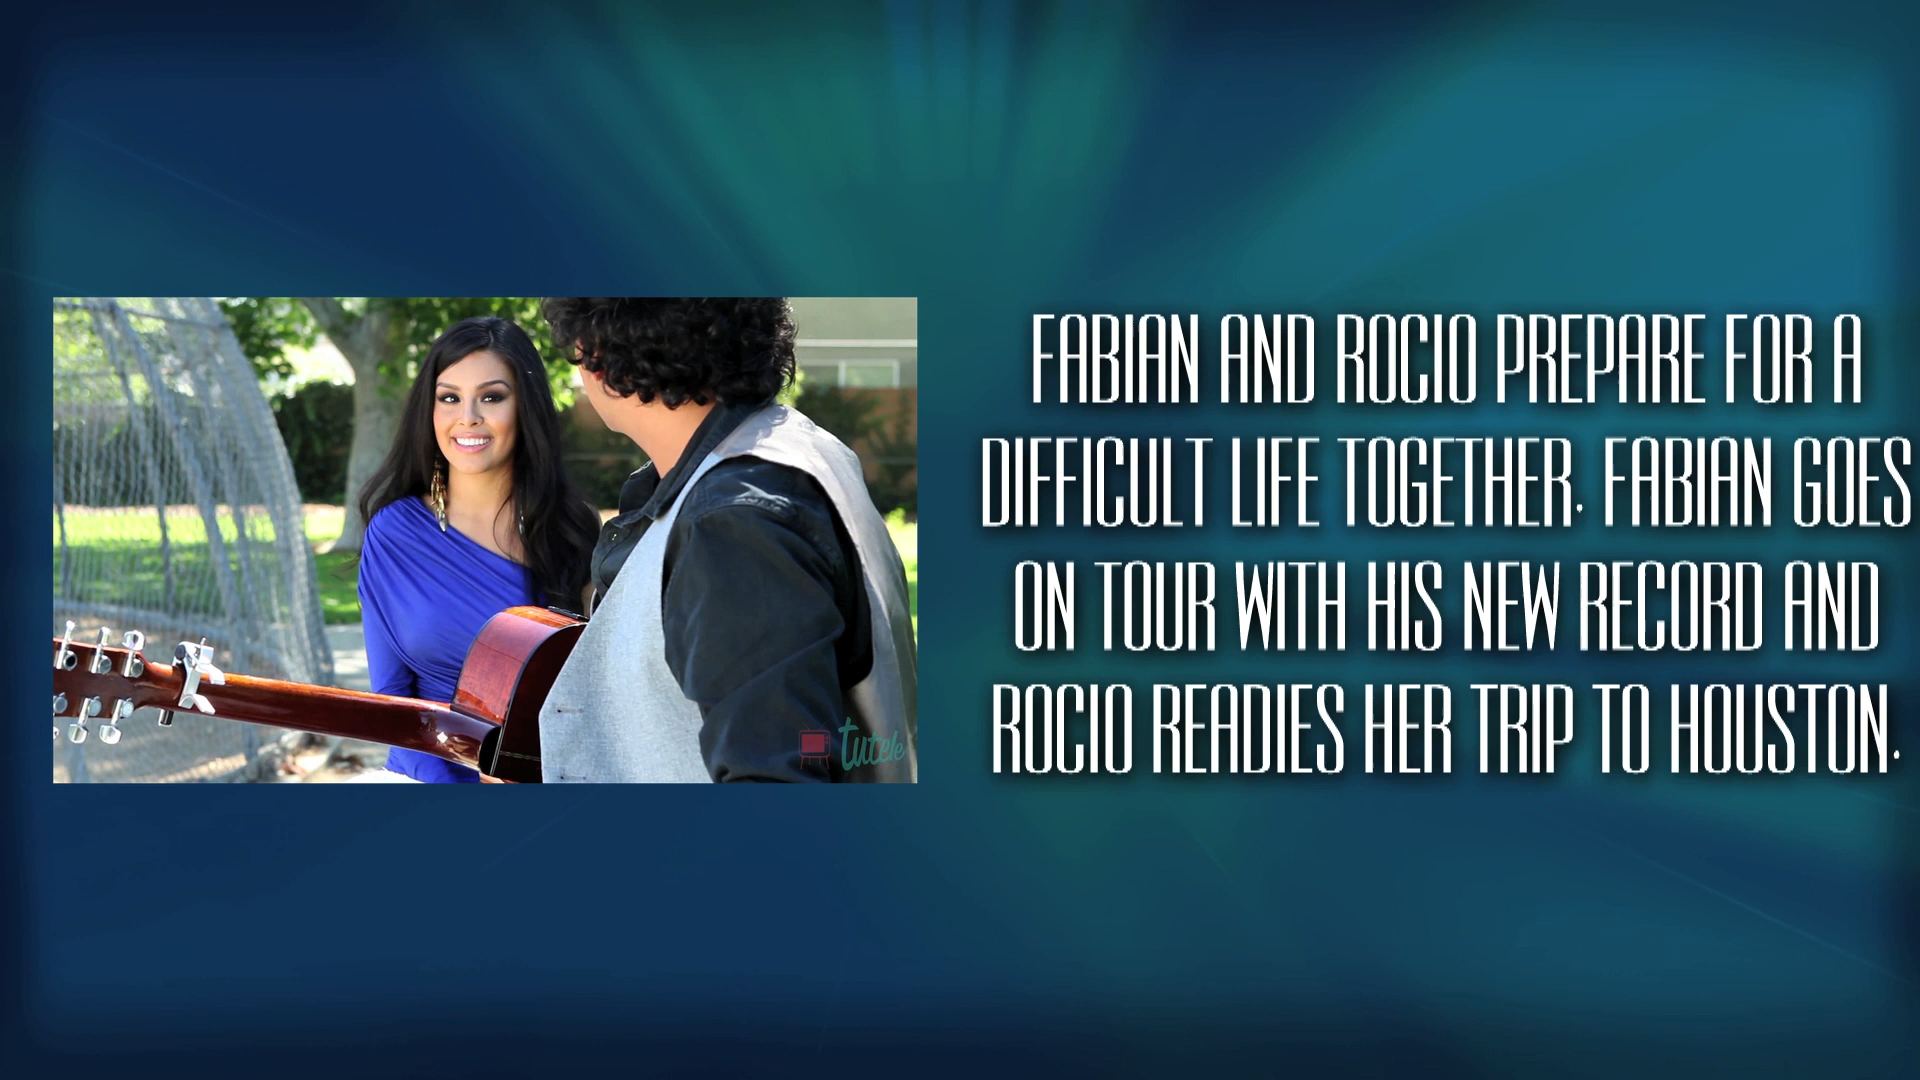 FABIAN AND ROCIO PREPARE FOR A
DIFFICULT LIFE TOGETHER. FABIAN GOES
ON TOUR WITH HIS NEW RECORD AND
ROCIO READIES HER TRIP TO HOUSTON.
tutele